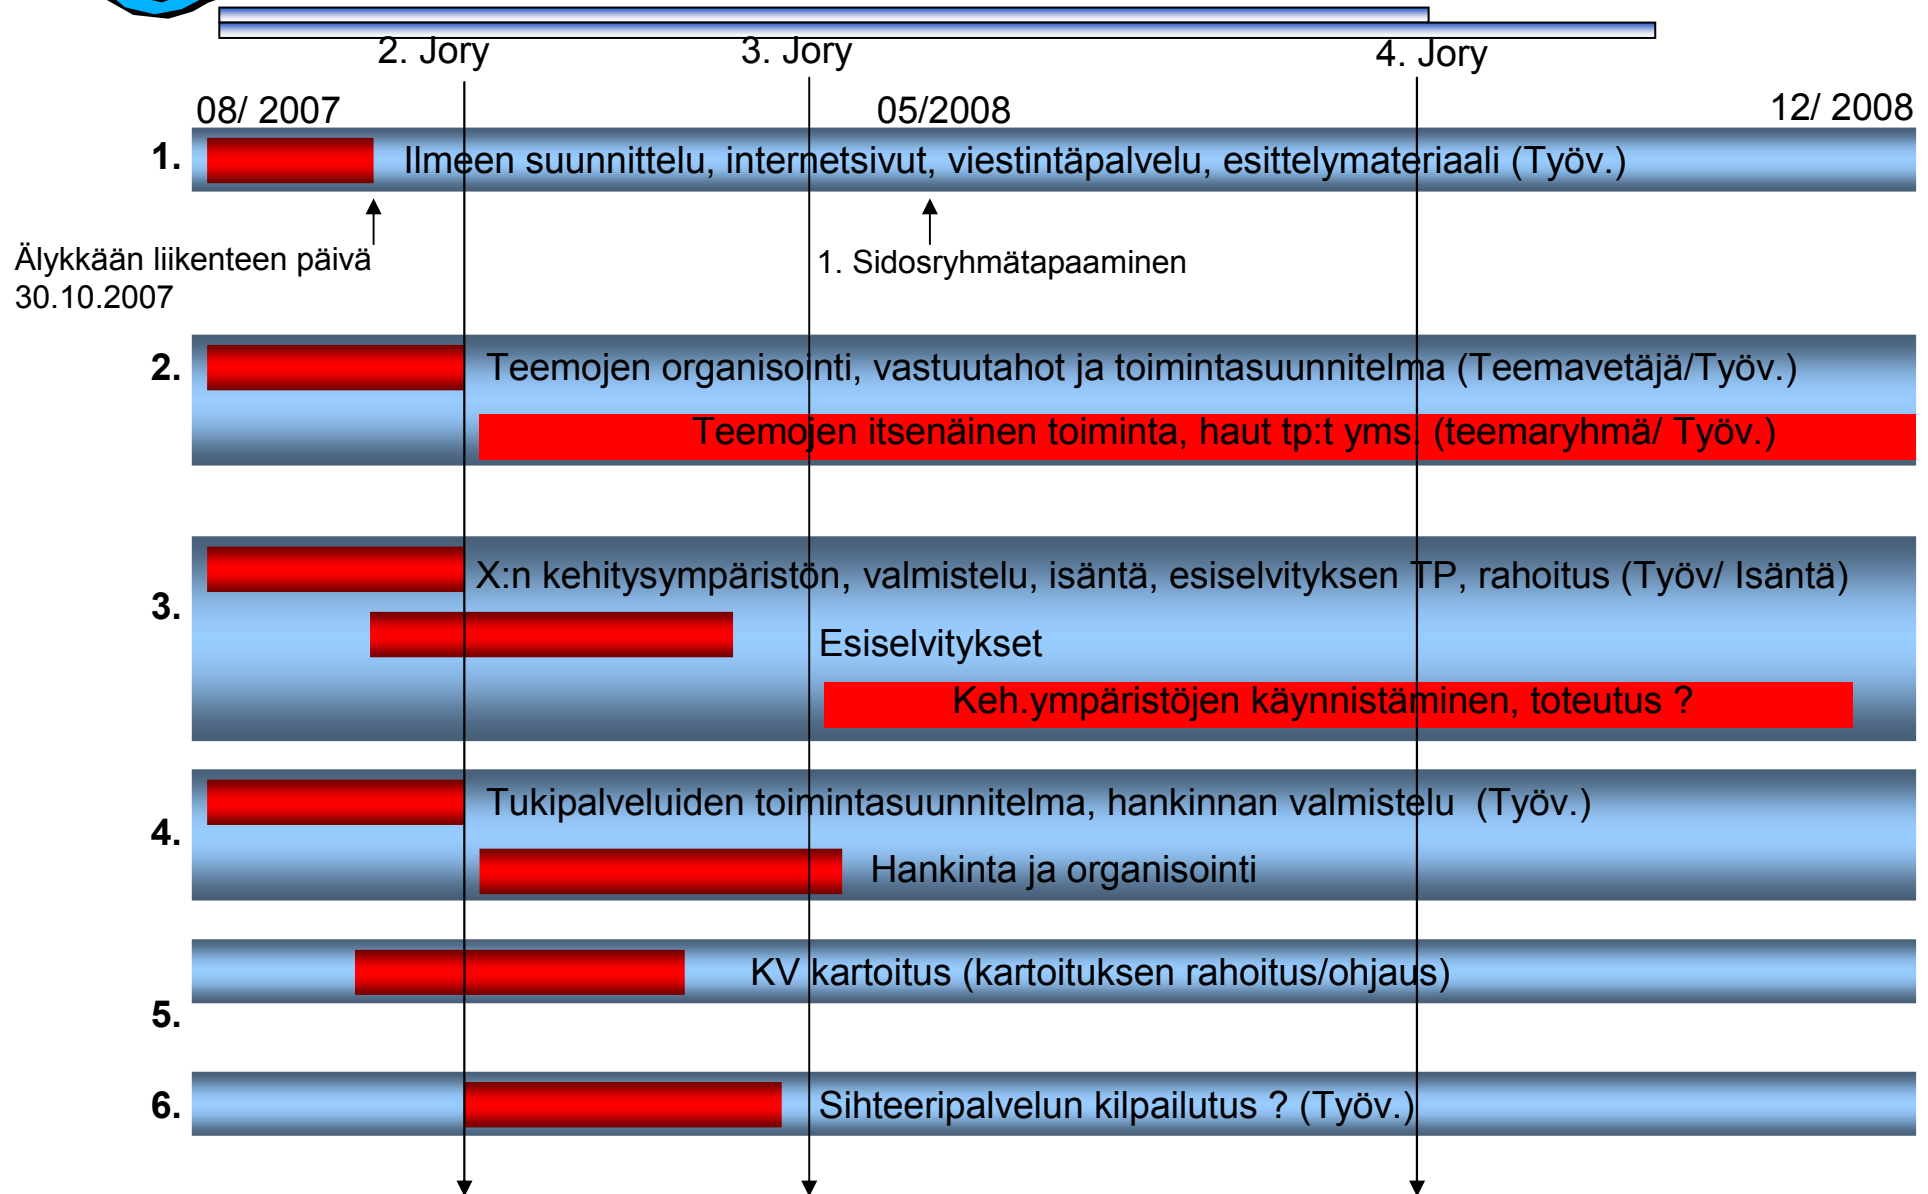 2. Jory 3. Jory 4. Jory
08/ 2007 05/2008 12/ 2008
1. Ilmeen suunnittelu, internetsivut, viestintäpalvelu, esittelymateriaali (Työv.)
Älykkään liikenteen päivä
30.10.2007
1. Sidosryhmätapaaminen
2. Teemojen organisointi, vastuutahot ja toimintasuunnitelma (Teemavetäjä/Työv.)
Teemojen itsenäinen toiminta, haut tp:t yms. (teemaryhmä/ Työv.)
3. X:n kehitysympäristön, valmistelu, isäntä, esiselvityksen TP, rahoitus (Työv/ Isäntä)
Esiselvitykset
Keh.ympäristöjen käynnistäminen, toteutus ?
4. Tukipalveluiden toimintasuunnitelma, hankinnan valmistelu (Työv.)
Hankinta ja organisointi
5. KV kartoitus (kartoituksen rahoitus/ohjaus)
6. Sihteeripalvelun kilpailutus ? (Työv.)